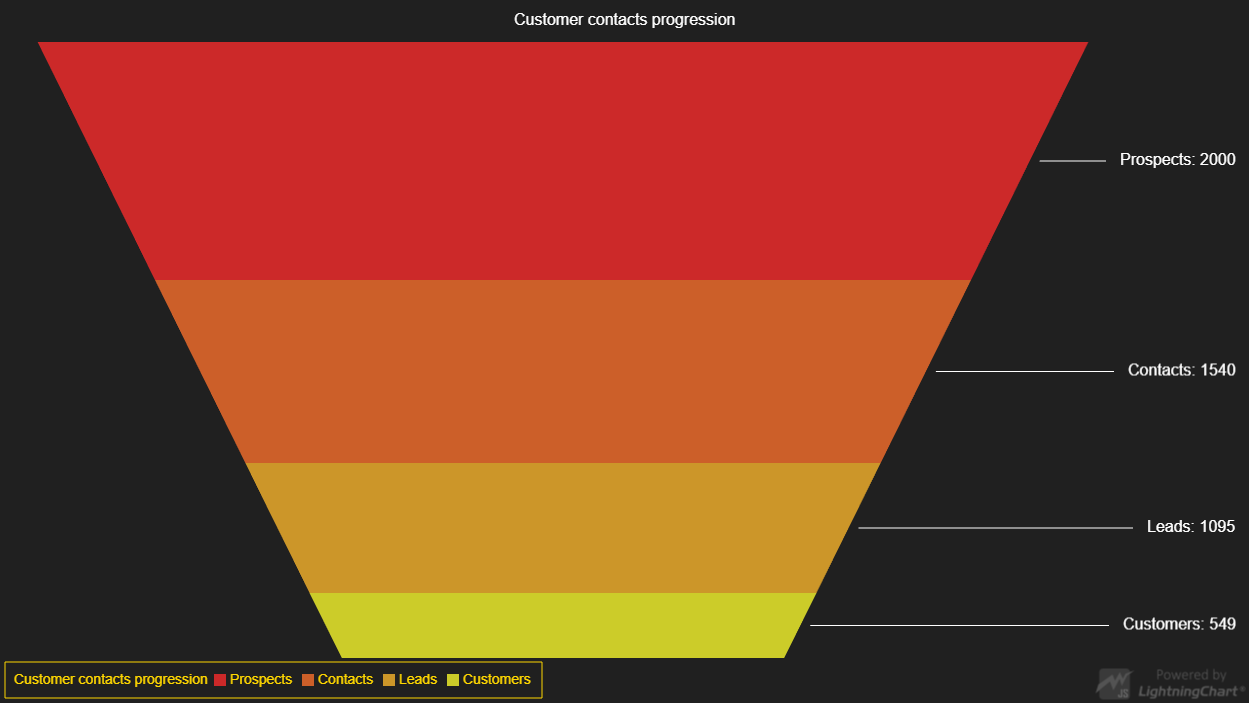 Customer contacts progression
Prospects: 2000
Contacts: 1540
Leads: 1095
Customers: 549
Customer contacts progression Prospects Contacts Leads Customers
Powered by
JS LightningChart®